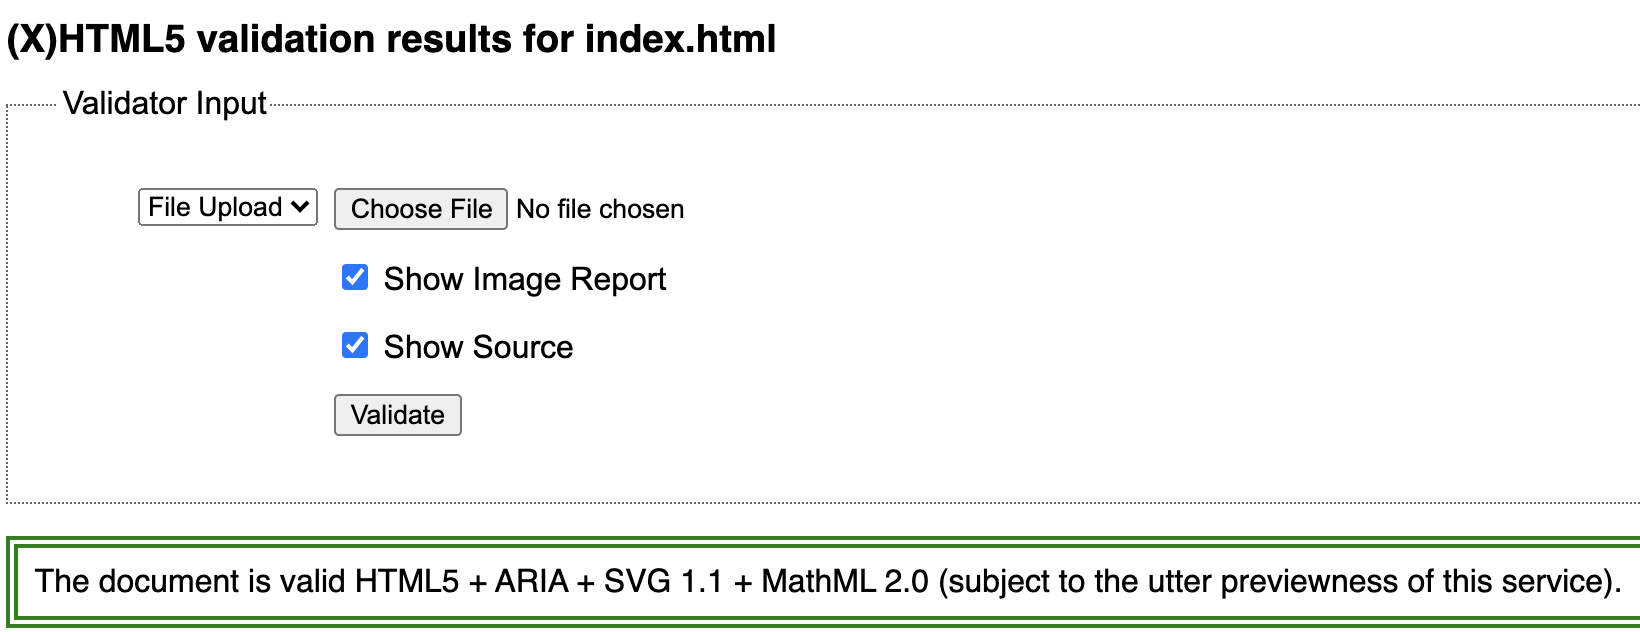 (X)HTML5 validation results for index.html
Validator Input
File Upload Choose File No file chosen
Show Image Report
Show Source
Validate
The document is valid HTML5 + ARIA + SVG 1.1 + MathML 2.0 (subject to the utter previewness of this service).